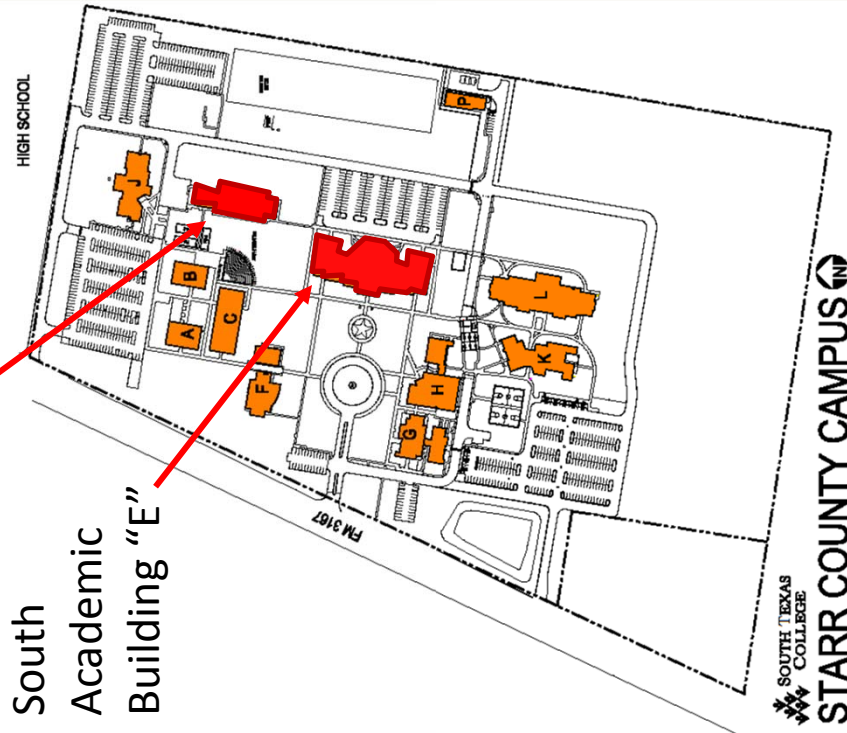 South
Academic
Building “E”
HIGH SCHOOL
J
B
A
C
F
P
L
K
H
G
FM 3167
SOUTH TEXAS
COLLEGE
STARR COUNTY CAMPUS
N